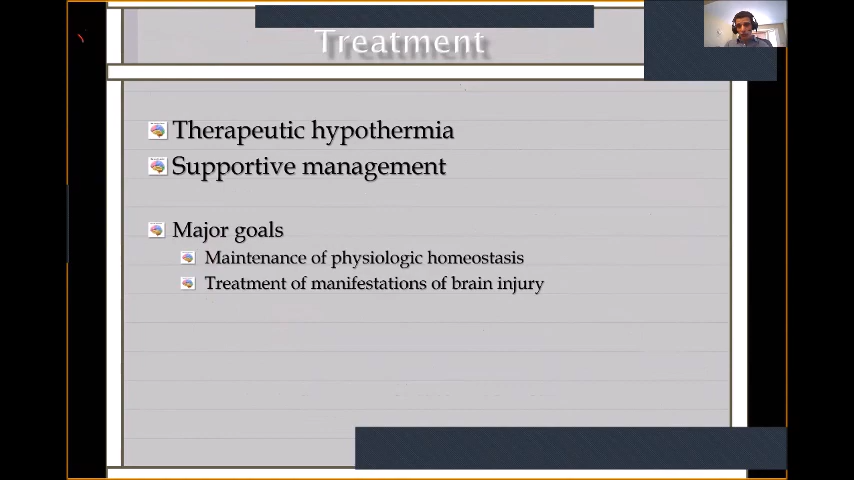 Treatment
Therapeutic hypothermia
Supportive management
Major goals
Maintenance of physiologic homeostasis
Treatment of manifestations of brain injury